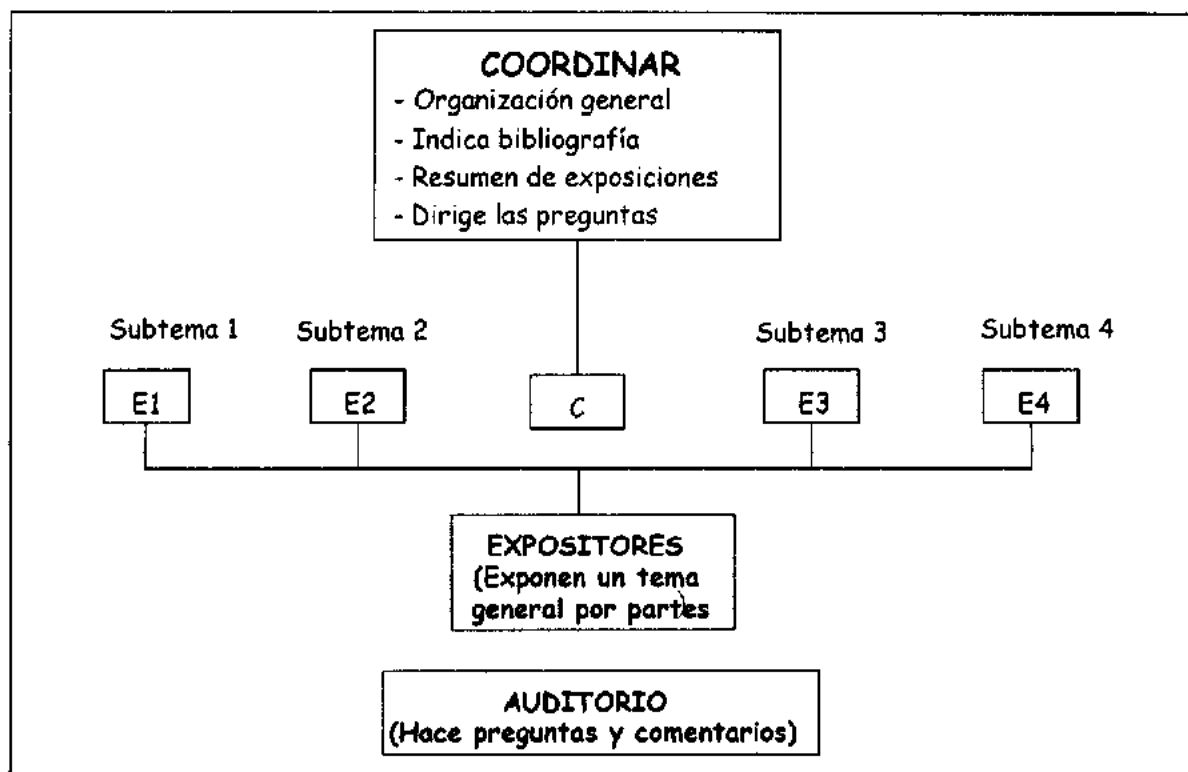 COORDINAR
- Organización general
- Indica bibliografía
- Resumen de exposiciones
- Dirige las preguntas
Subtema 1 Subtema 2 Subtema 3 Subtema 4
E1 E2 C E3 E4
EXPOSITORES
(Exponen un tema
general por partes
AUDITORIO
(Hace preguntas y comentarios)